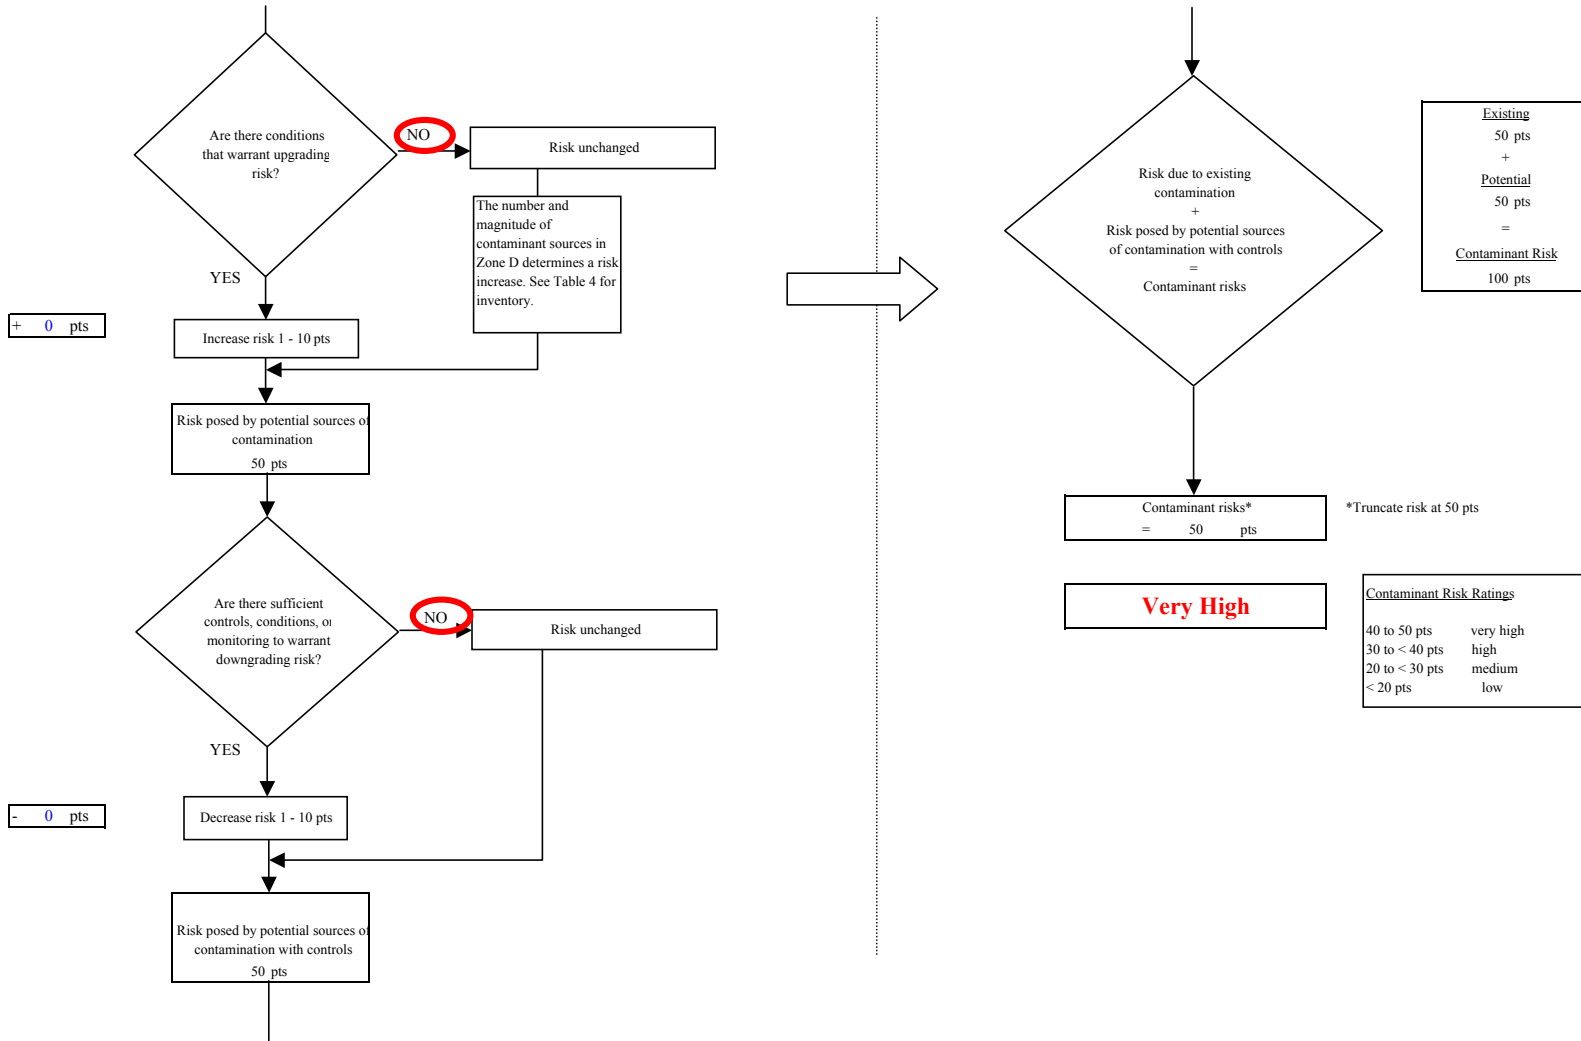 Are there conditions
that warrant upgrading
risk?
NO
Risk unchanged
The number and
magnitude of
contaminant sources in
Zone D determines a risk
increase. See Table 4 for
inventory.
YES
+ 0 pts
Increase risk 1 - 10 pts
Risk posed by potential sources of
contamination
50 pts
Are there sufficient
controls, conditions, or
monitoring to warrant
downgrading risk?
NO
Risk unchanged
YES
- 0 pts
Decrease risk 1 - 10 pts
Risk posed by potential sources of
contamination with controls
50 pts
Risk due to existing
contamination
+
Risk posed by potential sources
of contamination with controls
=
Contaminant risks
Existing
50 pts
+
Potential
50 pts
=
Contaminant Risk
100 pts
Contaminant risks*
= 50 pts
*Truncate risk at 50 pts
Very High
Contaminant Risk Ratings
40 to 50 pts very high
30 to < 40 pts high
20 to < 30 pts medium
< 20 pts low